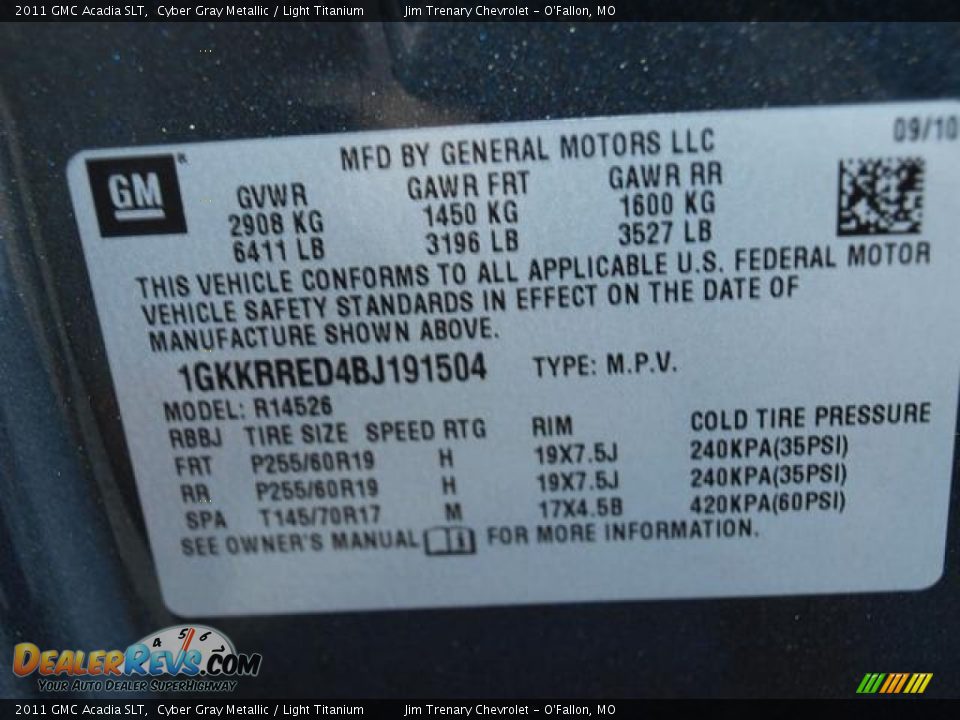 2011 GMC Acadia SLT, Cyber Gray Metallic / Light Titanium Jim Trenary Chevrolet - O'Fallon, MO
09/10
MFD BY GENERAL MOTORS LLC
GM
GVWR GAWR FRT GAWR RR
2908 KG 1450 KG 1600 KG
6411 LB 3196 LB 3527 LB
THIS VEHICLE CONFORMS TO ALL APPLICABLE U.S. FEDERAL MOTOR
VEHICLE SAFETY STANDARDS IN EFFECT ON THE DATE OF
MANUFACTURE SHOWN ABOVE.
1GKKRRED4BJ191504 TYPE: M.P.V.
MODEL: R14526
RBBJ TIRE SIZE SPEED RTG RIM COLD TIRE PRESSURE
FRT P255/60R19 H 19X7.5J 240KPA(35PSI)
RR P255/60R19 H 19X7.5J 240KPA(35PSI)
SPA T145/70R17 M 17X4.5B 420KPA(60PSI)
SEE OWNER'S MANUAL FOR MORE INFORMATION.
4 5 6
DEALERREVS.COM
YOUR AUTO DEALER SUPERHIGHWAY
2011 GMC Acadia SLT, Cyber Gray Metallic / Light Titanium Jim Trenary Chevrolet - O'Fallon, MO